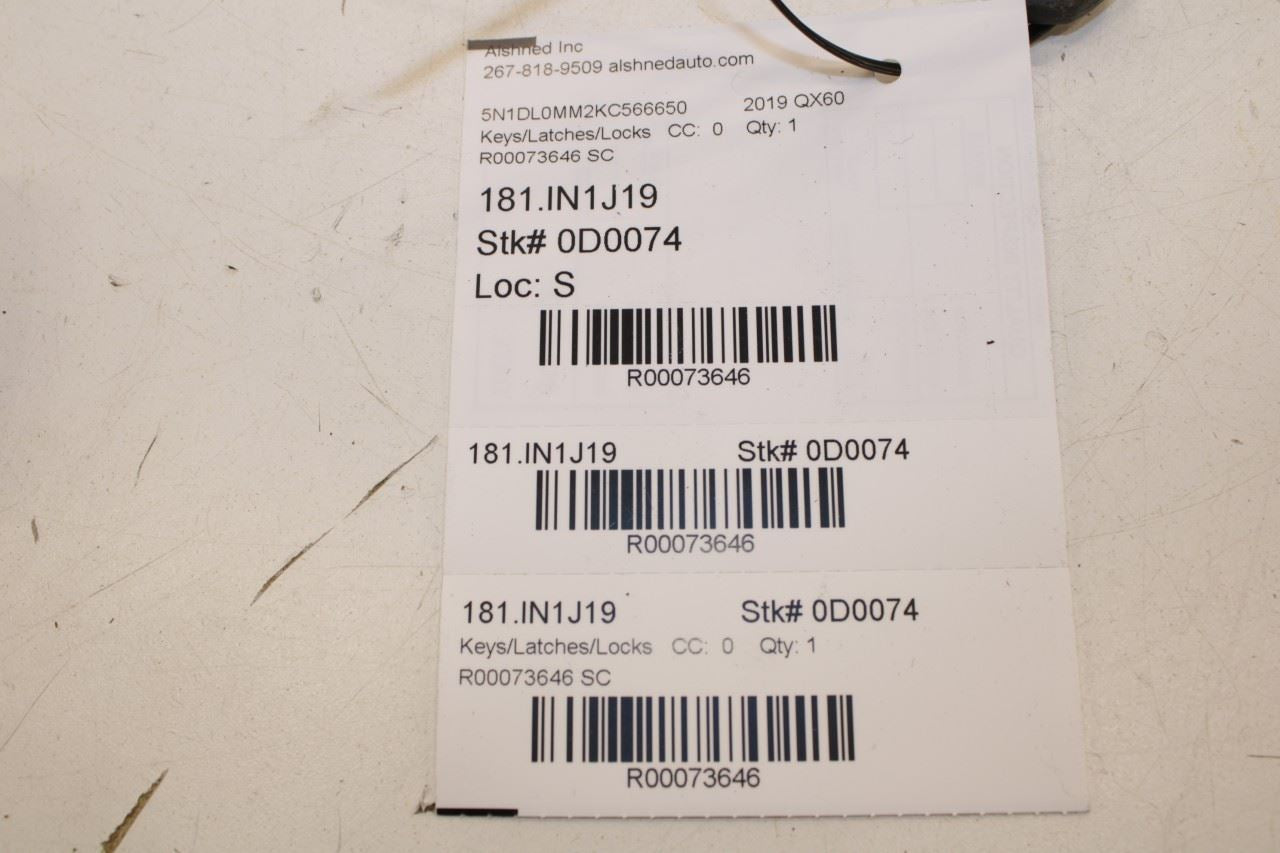 Alshned Inc
267-818-9509 alshnedauto.com
5N1DL0MM2KC566650 2019 QX60
Keys/Latches/Locks CC: 0 Qty: 1
R00073646 SC
181.IN1J19
Stk# 0D0074
Loc: S
R00073646
181.IN1J19 Stk# 0D0074
R00073646
181.IN1J19 Stk# 0D0074
Keys/Latches/Locks CC: 0 Qty: 1
R00073646 SC
R00073646